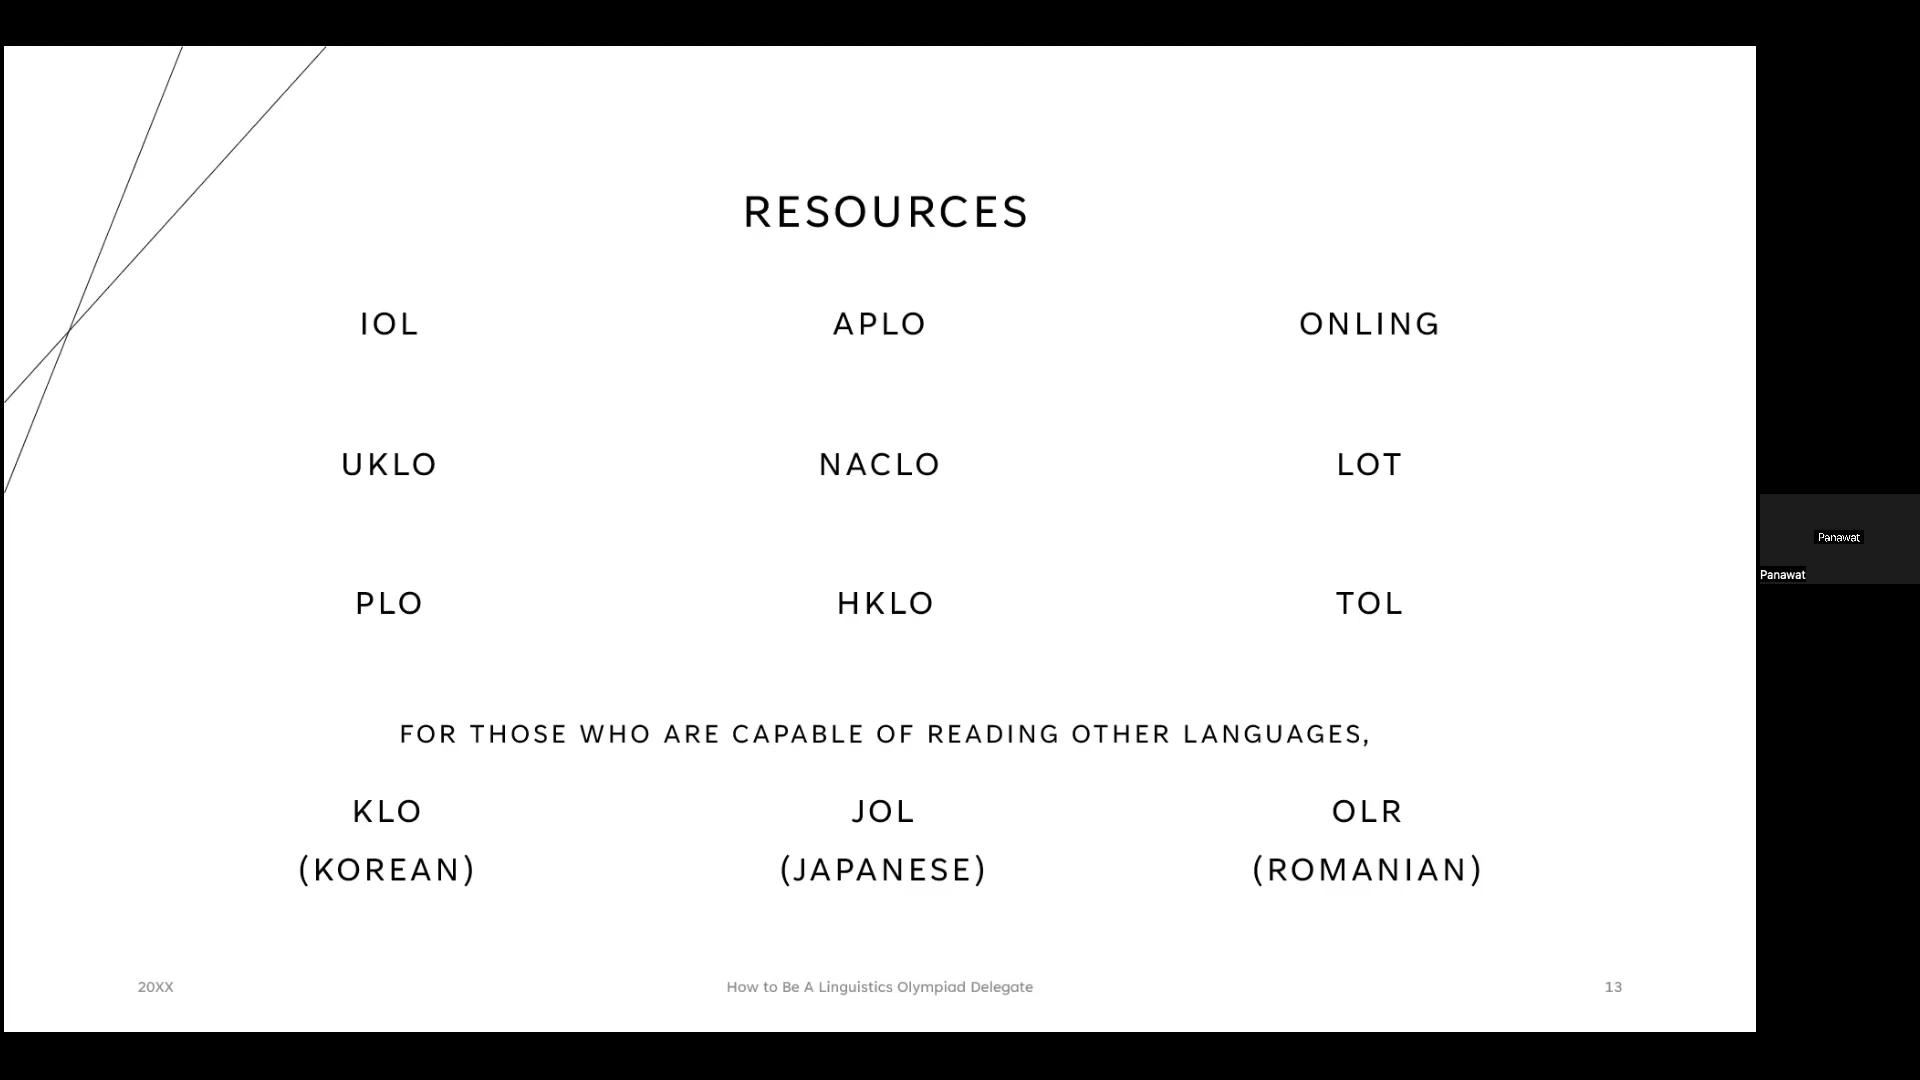 RESOURCES
IOL
APLO
ONLING
UKLO
NACLO
LOT
PLO
HKLO
TOL
FOR THOSE WHO ARE CAPABLE OF READING OTHER LANGUAGES,
KLO
(KOREAN)
JOL
(JAPANESE)
OLR
(ROMANIAN)
20XX
How to Be A Linguistics Olympiad Delegate
13
Panawat
Panawat